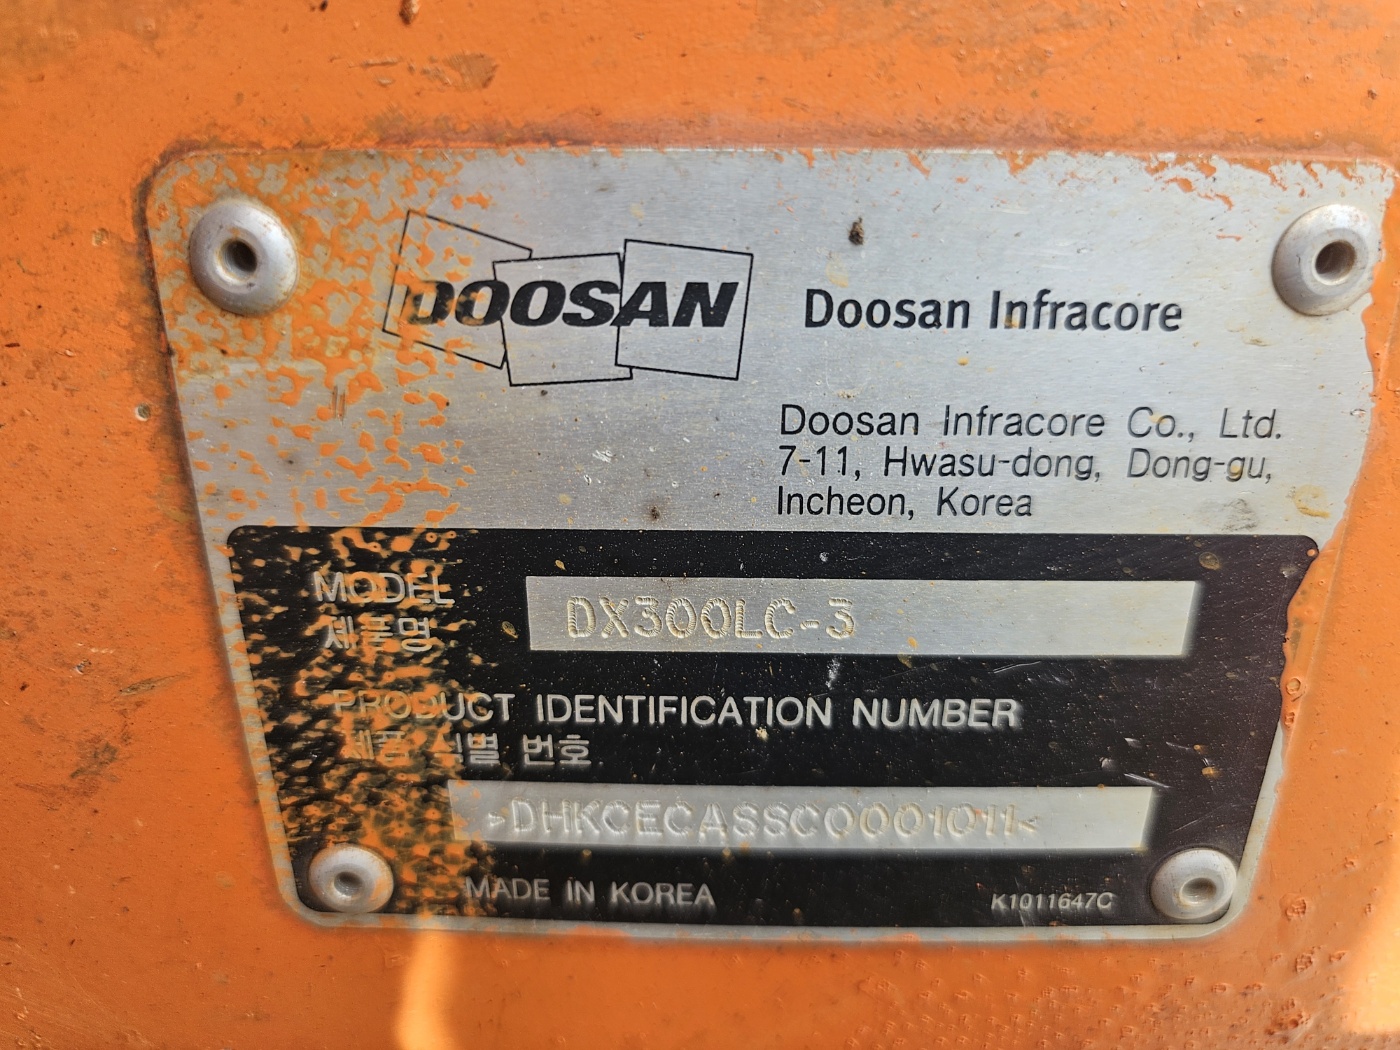 DOOSAN
Doosan Infracore
Doosan Infracore Co., Ltd.
7-11, Hwasu-dong, Dong-gu,
Incheon, Korea
MODEL
제품명
DX300LC-3
PRODUCT IDENTIFICATION NUMBER
제품 식별 번호
>DHKCECASSC0001011<
MADE IN KOREA
K1011647C